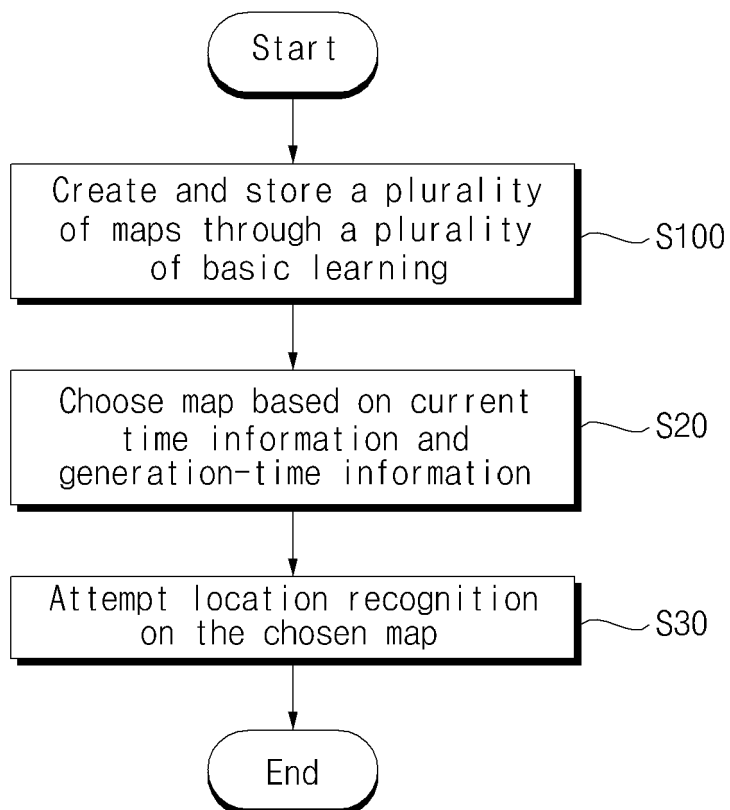 Start
Create and store a plurality
of maps through a plurality
of basic learning
S100
Choose map based on current
time information and
generation-time information
S20
Attempt location recognition
on the chosen map
S30
End